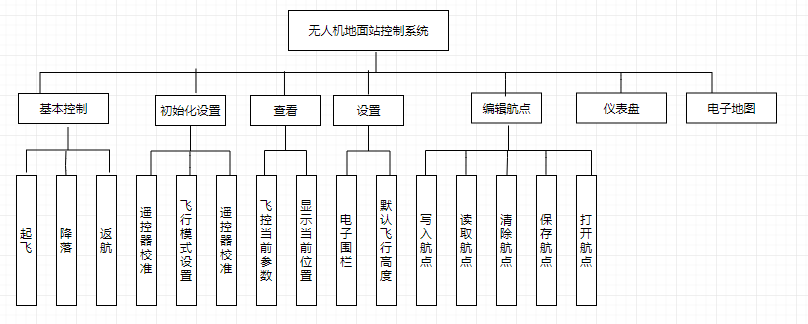 无人机地面站控制系统
基本控制
初始化设置
查看
设置
编辑航点
仪表盘
电子地图
起飞
降落
返航
遥控器校准
飞行模式设置
遥控器校准
飞控当前参数
显示当前位置
电子围栏
默认飞行高度
写入航点
读取航点
清除航点
保存航点
打开航点